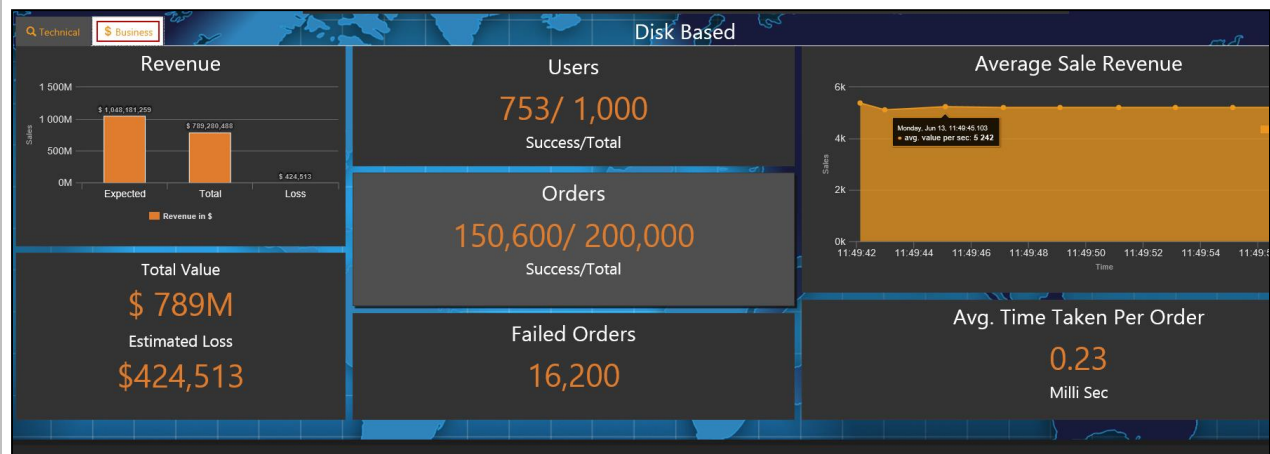 Technical
$ Business
Disk Based
Revenue
1 500M
1 000M
500M
0M
Sales
$ 1,048,181,259
$ 789,280,488
$ 424,513
Expected Total Loss
Revenue in $
Total Value
$ 789M
Estimated Loss
$424,513
Users
753/ 1,000
Success/Total
Orders
150,600/ 200,000
Success/Total
Failed Orders
16,200
Average Sale Revenue
6k
4k
2k
0k
Sales
Monday, Jun 13, 11:49:45.103
avg. value per sec: 5 242
11:49:42 11:49:44 11:49:46 11:49:48 11:49:50 11:49:52 11:49:54
Time
Avg. Time Taken Per Order
0.23
Milli Sec